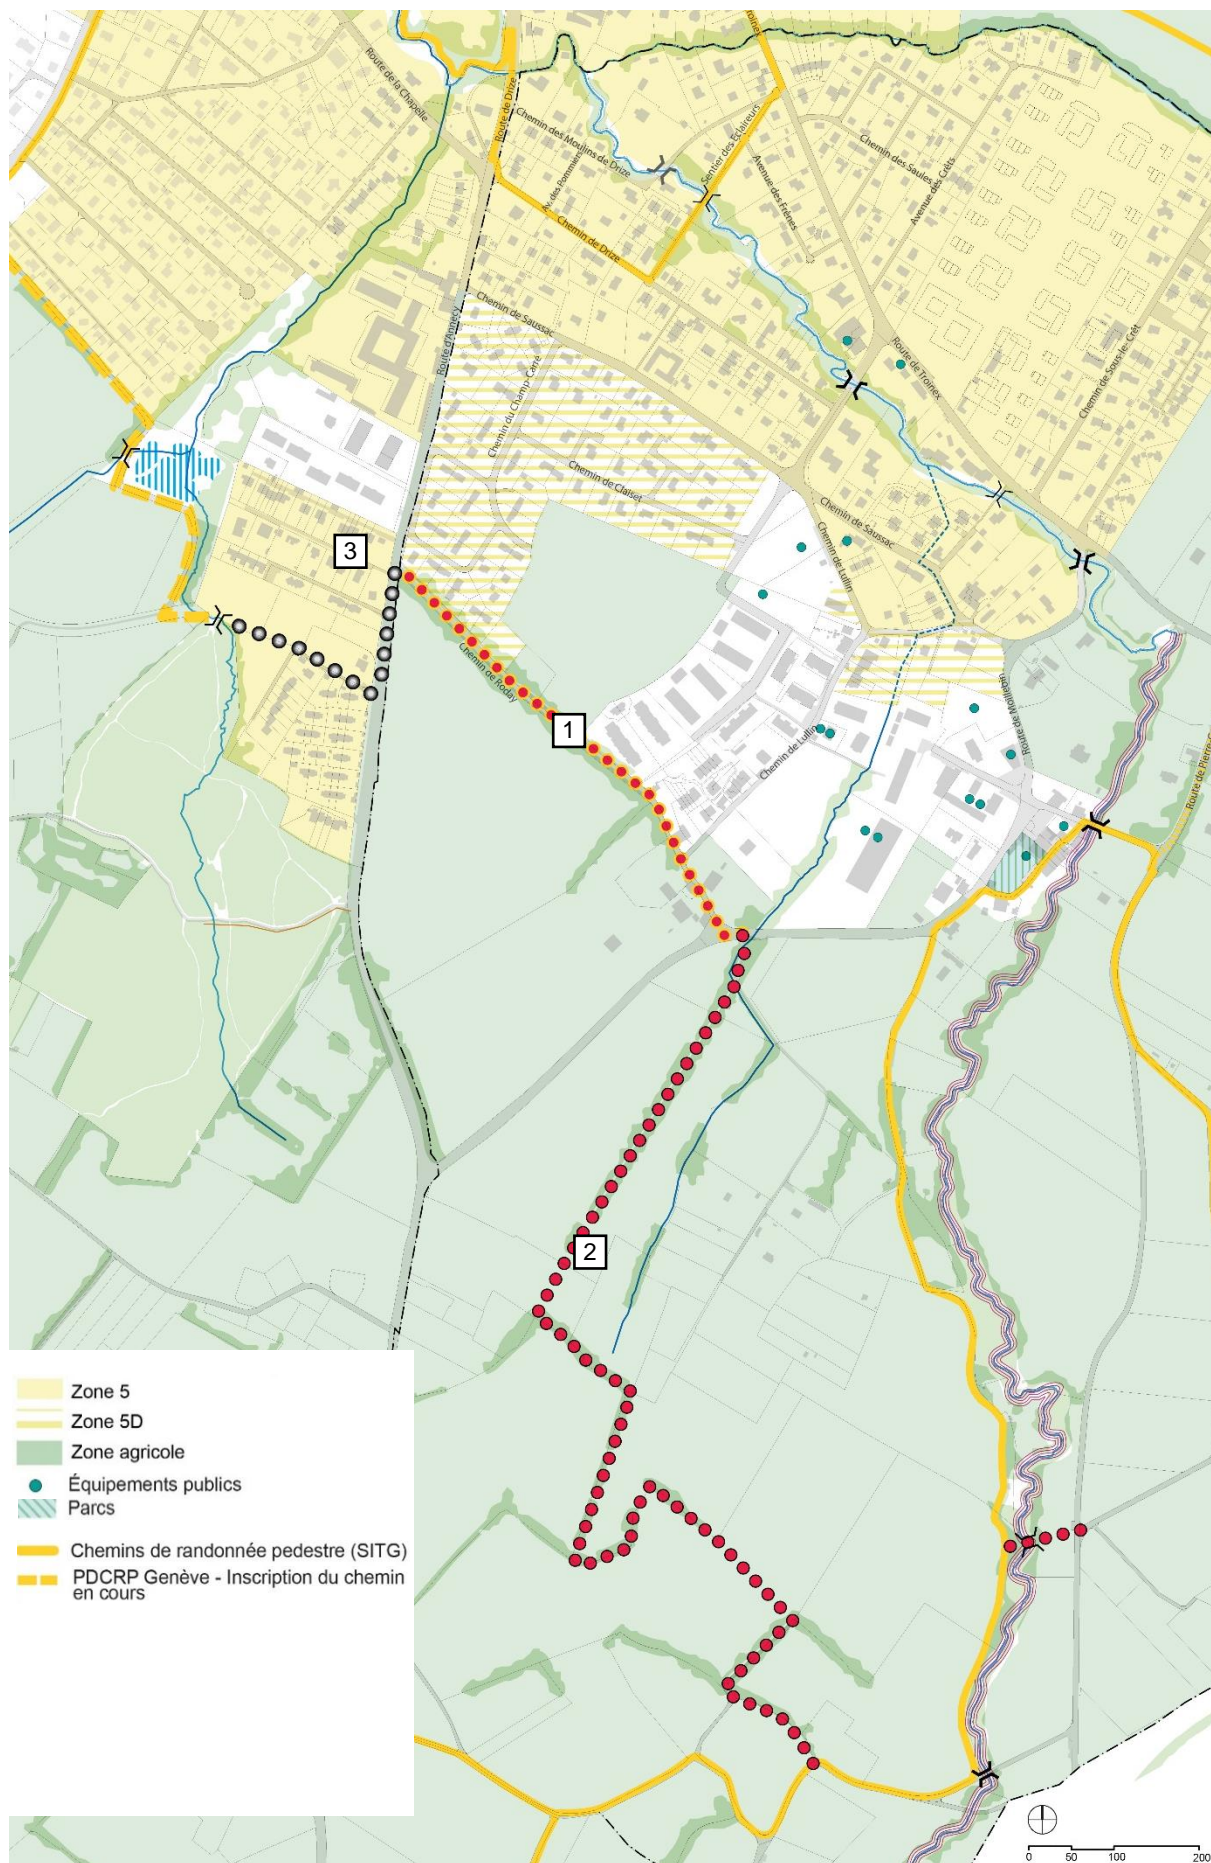 Troinex
Route de la Chapelle
Route de Drize
Chemin des Moulins de Drize
Sentier des Eclaireurs
Av. des Pommiers
Avenue des Frênes
Chemin des Saules
Avenue des Crêts
Chemin de Drize
Chemin de Saussac
Route d'Annecy
Route de Troinex
Chemin de Sous-le-Crêt
Chemin du Champ-Carré
Chemin de Claiset
Chemin de Saussac
Chemin de Lullin
3
Chemin de Roday
1
Chemin de Lullin
Route de Moillebin
Route de Pierre-
2
Zone 5
Zone 5D
Zone agricole
Équipements publics
Parcs
Chemins de randonnée pedestre (SITG)
PDCRP Genève - Inscription du chemin
en cours
0 50 100 200